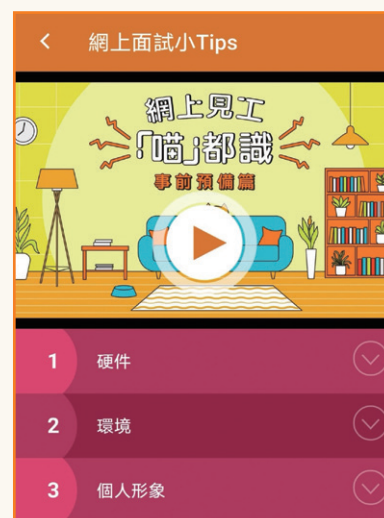 網上面試小Tips
網上見工
「喵」都識
事前預備篇
1 硬件
2 環境
3 個人形象